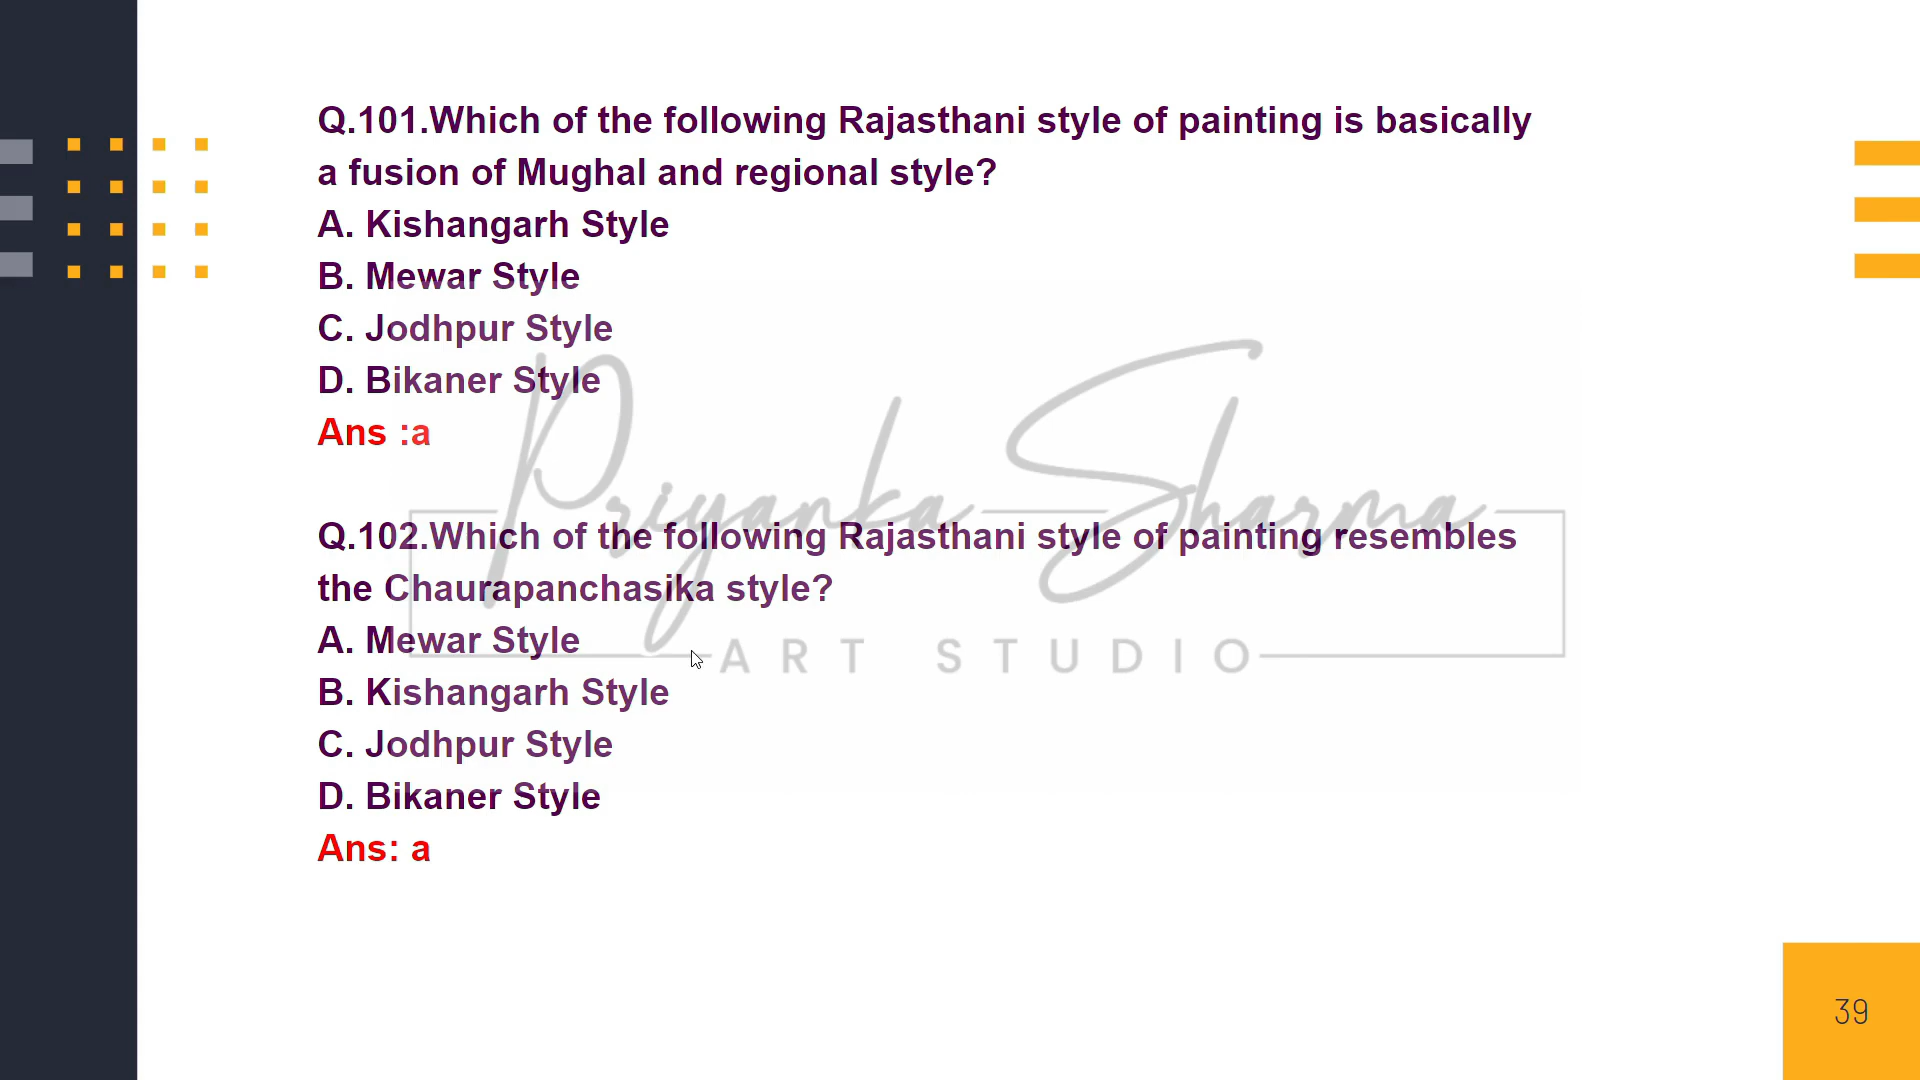 Q.101.Which of the following Rajasthani style of painting is basically
a fusion of Mughal and regional style?
A. Kishangarh Style
B. Mewar Style
C. Jodhpur Style
D. Bikaner Style
Ans :a
Priyanka Sharma
ART STUDIO
Q.102.Which of the following Rajasthani style of painting resembles
the Chaurapanchasika style?
A. Mewar Style
B. Kishangarh Style
C. Jodhpur Style
D. Bikaner Style
Ans: a
39